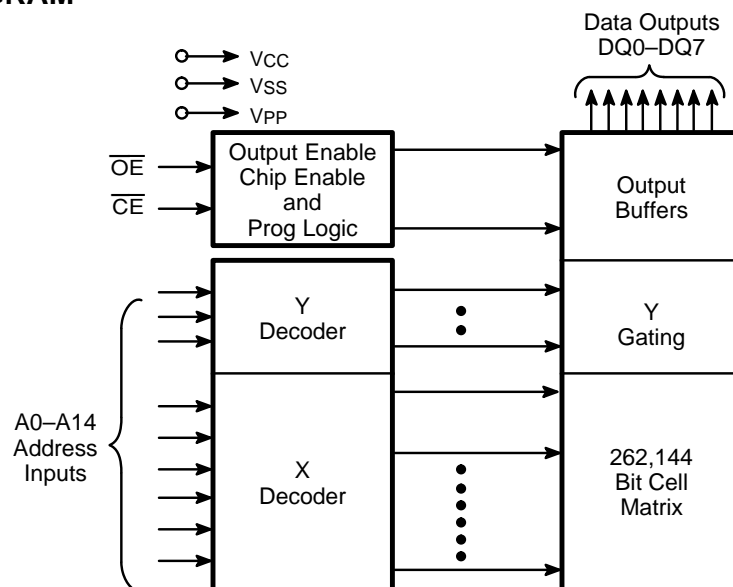 Data Outputs
DQ0–DQ7
VCC
VSS
VPP
OE
CE
Output Enable
Chip Enable
and
Prog Logic
Output
Buffers
Y
Decoder
Y
Gating
A0–A14
Address
Inputs
X
Decoder
262,144
Bit Cell
Matrix